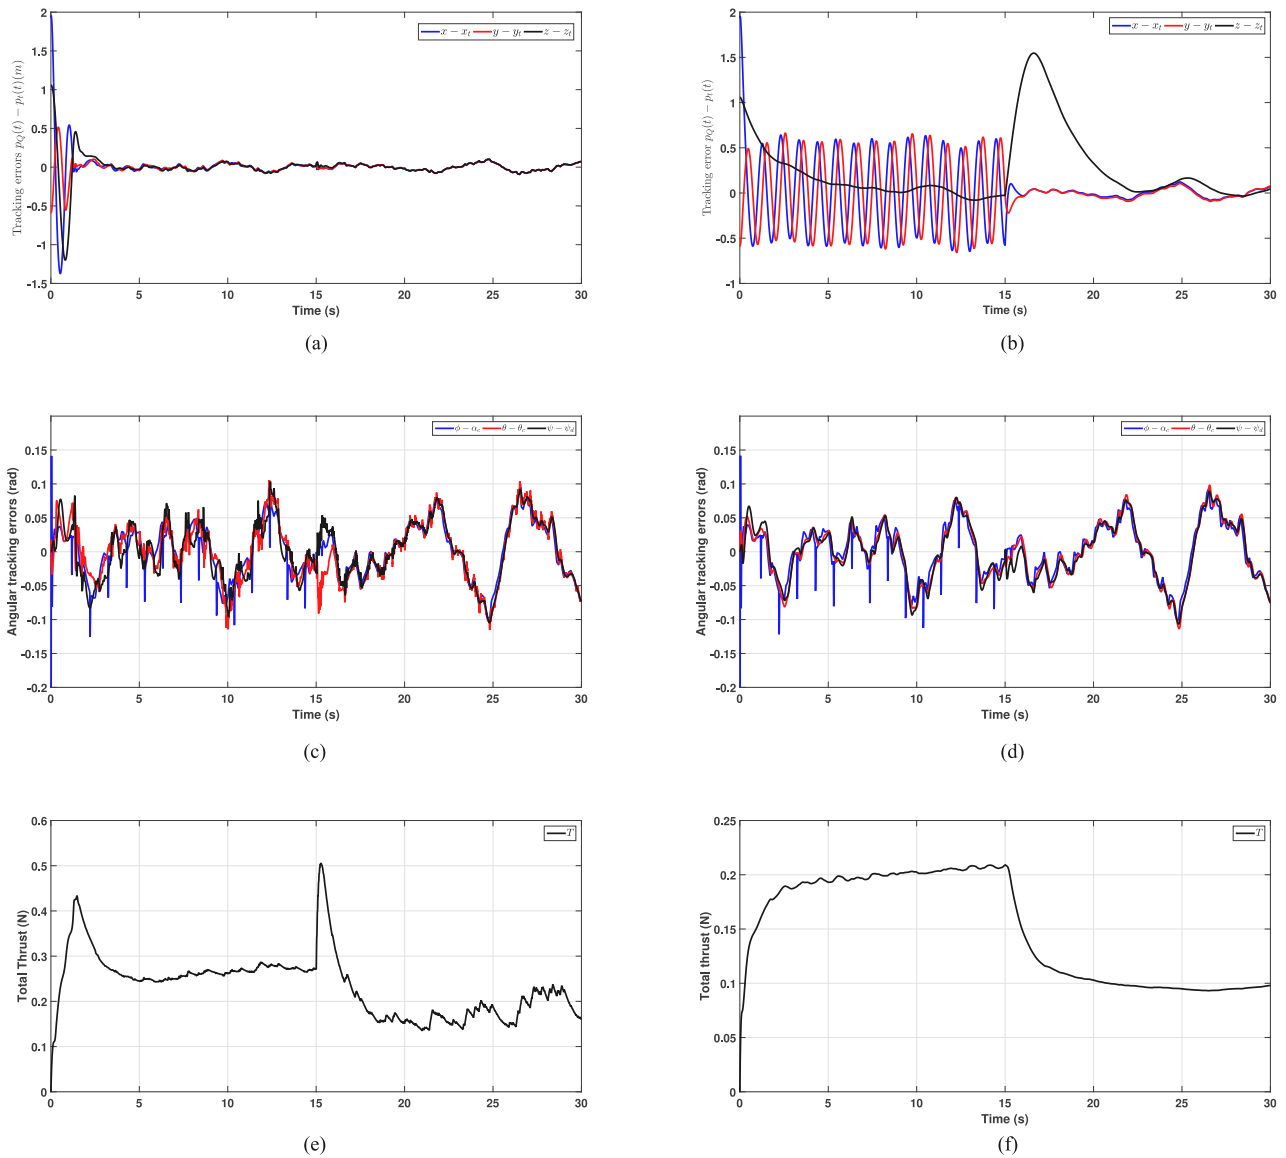 2
1.5
1
0.5
0
-0.5
-1
-1.5
Tracking errors p_Q(t) − p_t(t)(m)
x − x_t y − y_t z − z_t
0 5 10 15 20 25 30
Time (s)
(a)
2
1.5
1
0.5
0
-0.5
-1
Tracking error p_Q(t) − p_t(t)
x − x_t y − y_t z − z_t
0 5 10 15 20 25 30
Time (s)
(b)
0.15
0.1
0.05
0
-0.05
-0.1
-0.15
-0.2
Angular tracking errors (rad)
ϕ − α_c θ − θ_c ψ − ψ_d
0 5 10 15 20 25 30
Time (s)
(c)
0.15
0.1
0.05
0
-0.05
-0.1
-0.15
-0.2
Angular tracking errors (rad)
ϕ − α_c θ − θ_c ψ − ψ_d
0 5 10 15 20 25 30
Time (s)
(d)
0.6
0.5
0.4
0.3
0.2
0.1
0
Total Thrust (N)
T
0 5 10 15 20 25 30
Time (s)
(e)
0.25
0.2
0.15
0.1
0.05
0
Total thrust (N)
T
0 5 10 15 20 25 30
Time (s)
(f)